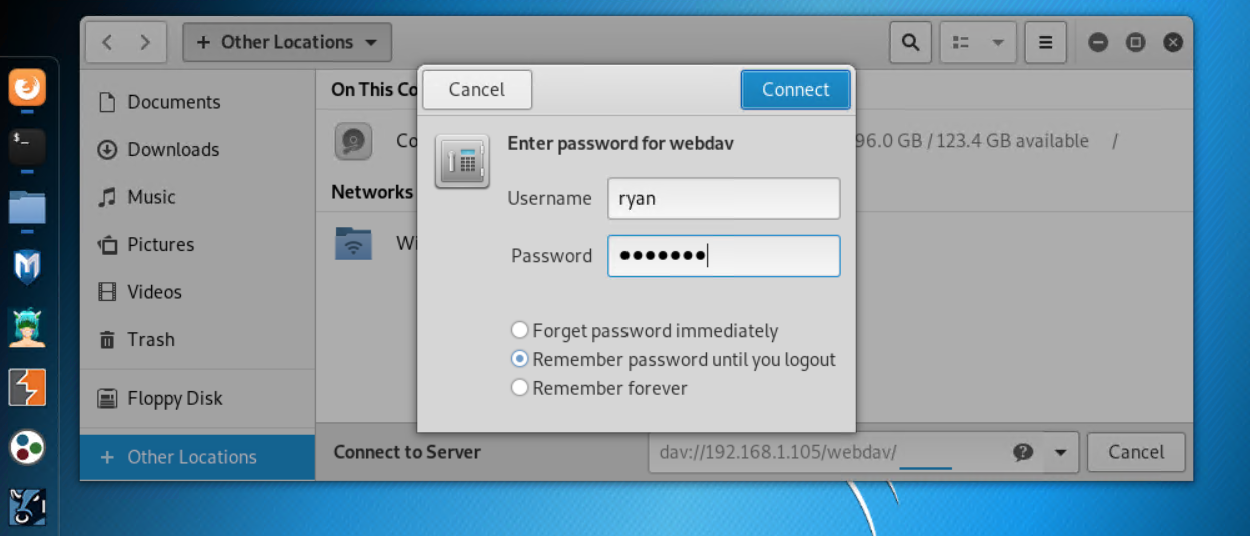 + Other Locations
Documents
Downloads
Music
Pictures
Videos
Trash
Floppy Disk
+ Other Locations
On This Co
Co
96.0 GB / 123.4 GB available /
Networks
Wi
Cancel
Connect
Enter password for webdav
Username ryan
Password ●●●●●●●
Forget password immediately
Remember password until you logout
Remember forever
Connect to Server
dav://192.168.1.105/webdav/
?
Cancel
$_